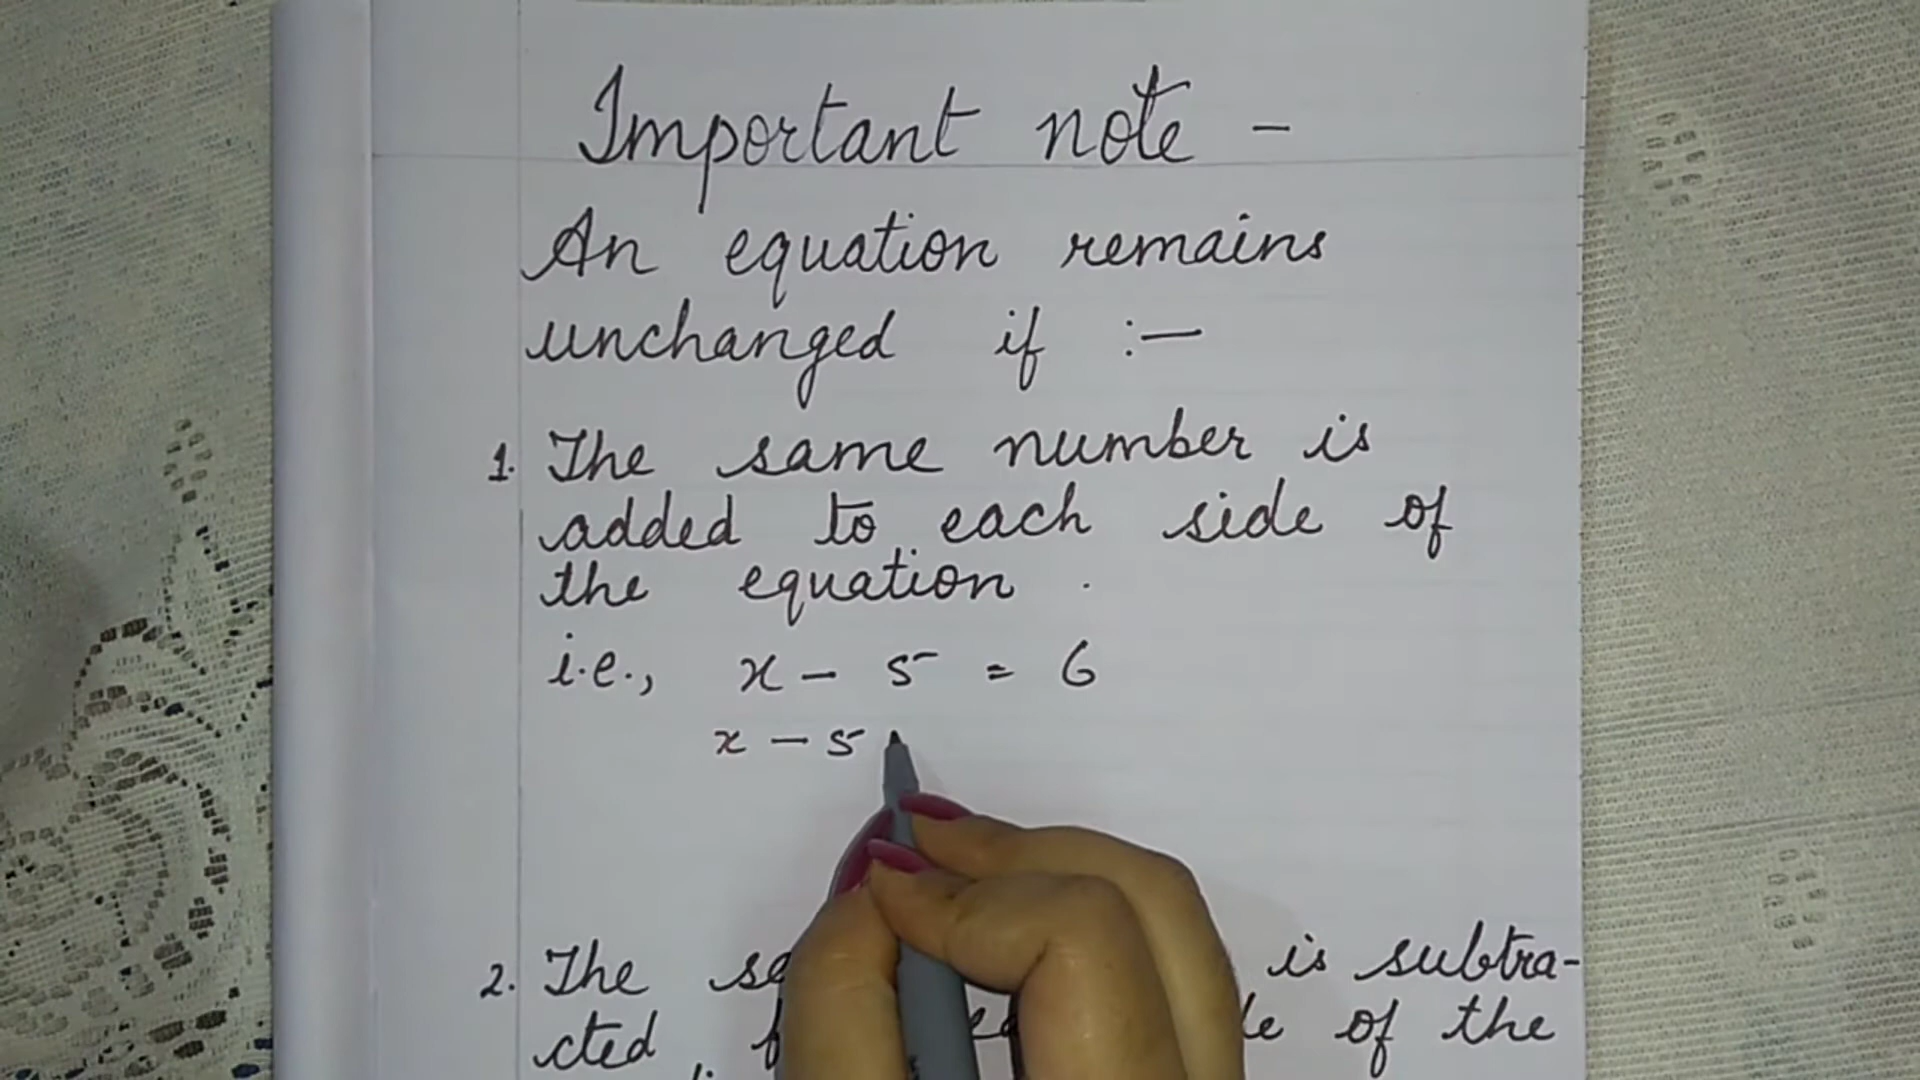 Important note -
An equation remains
unchanged if :-
1. The same number is
added to each side of
the equation .
i.e., x - 5 = 6
x - 5
2. The is subtra-
cted of the